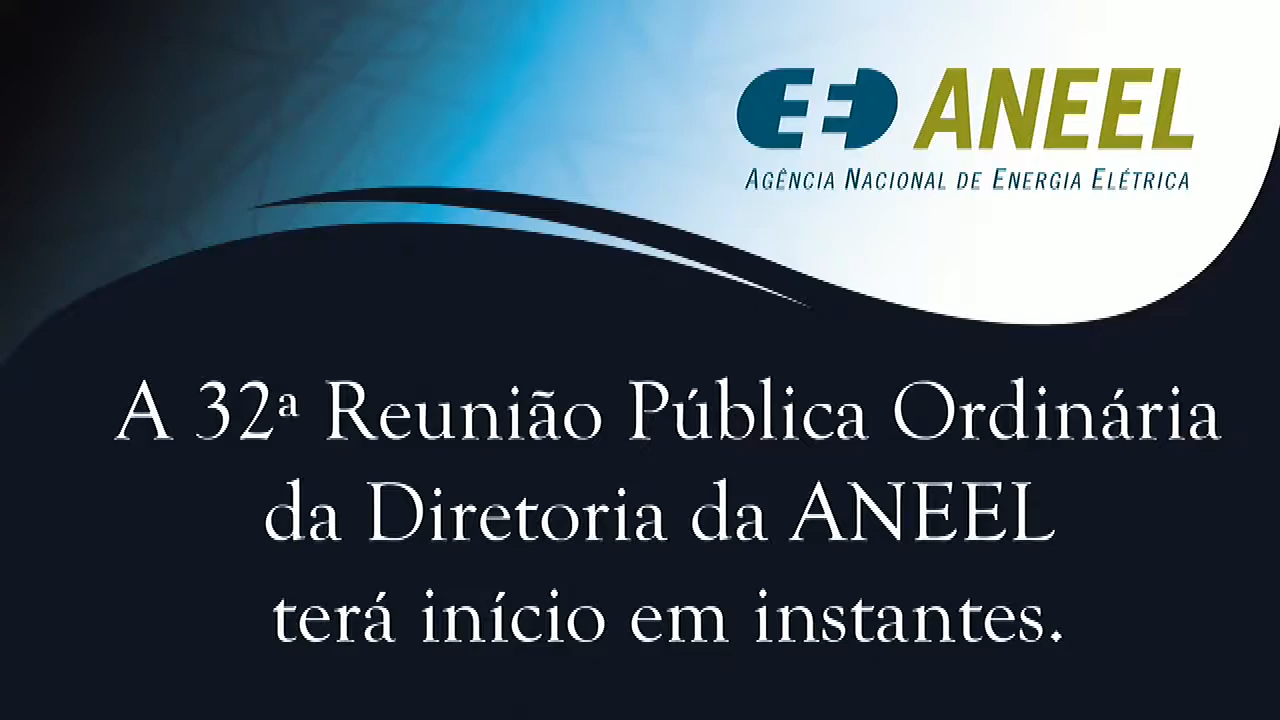 ANEEL
AGÊNCIA NACIONAL DE ENERGIA ELÉTRICA
A 32ª Reunião Pública Ordinária
da Diretoria da ANEEL
terá início em instantes.